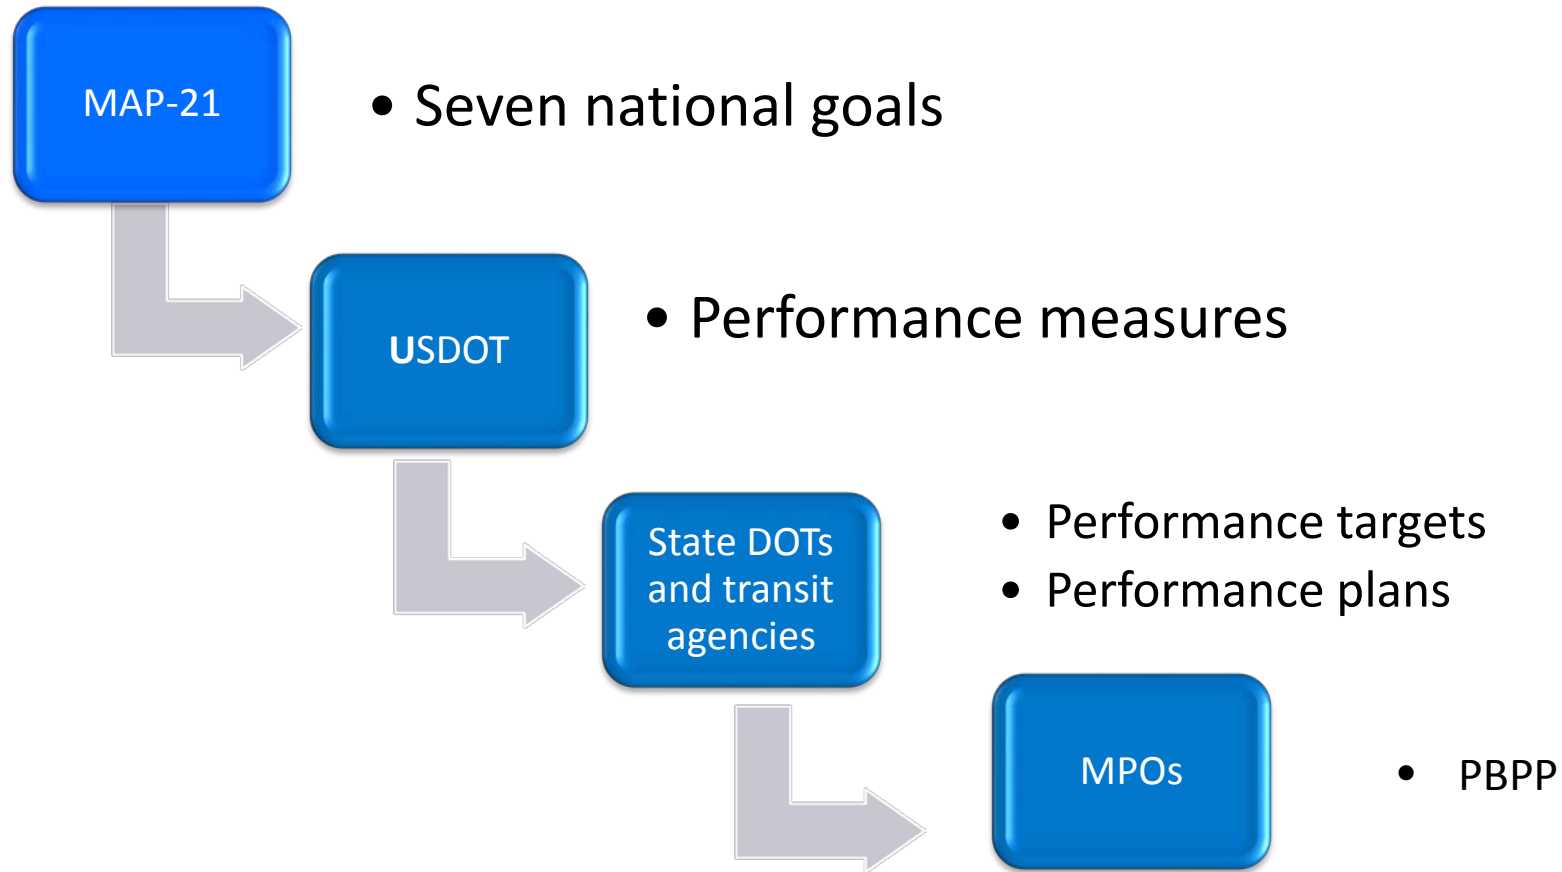 MAP-21
• Seven national goals
USDOT
• Performance measures
State DOTs
and transit
agencies
• Performance targets
• Performance plans
MPOs
• PBPP